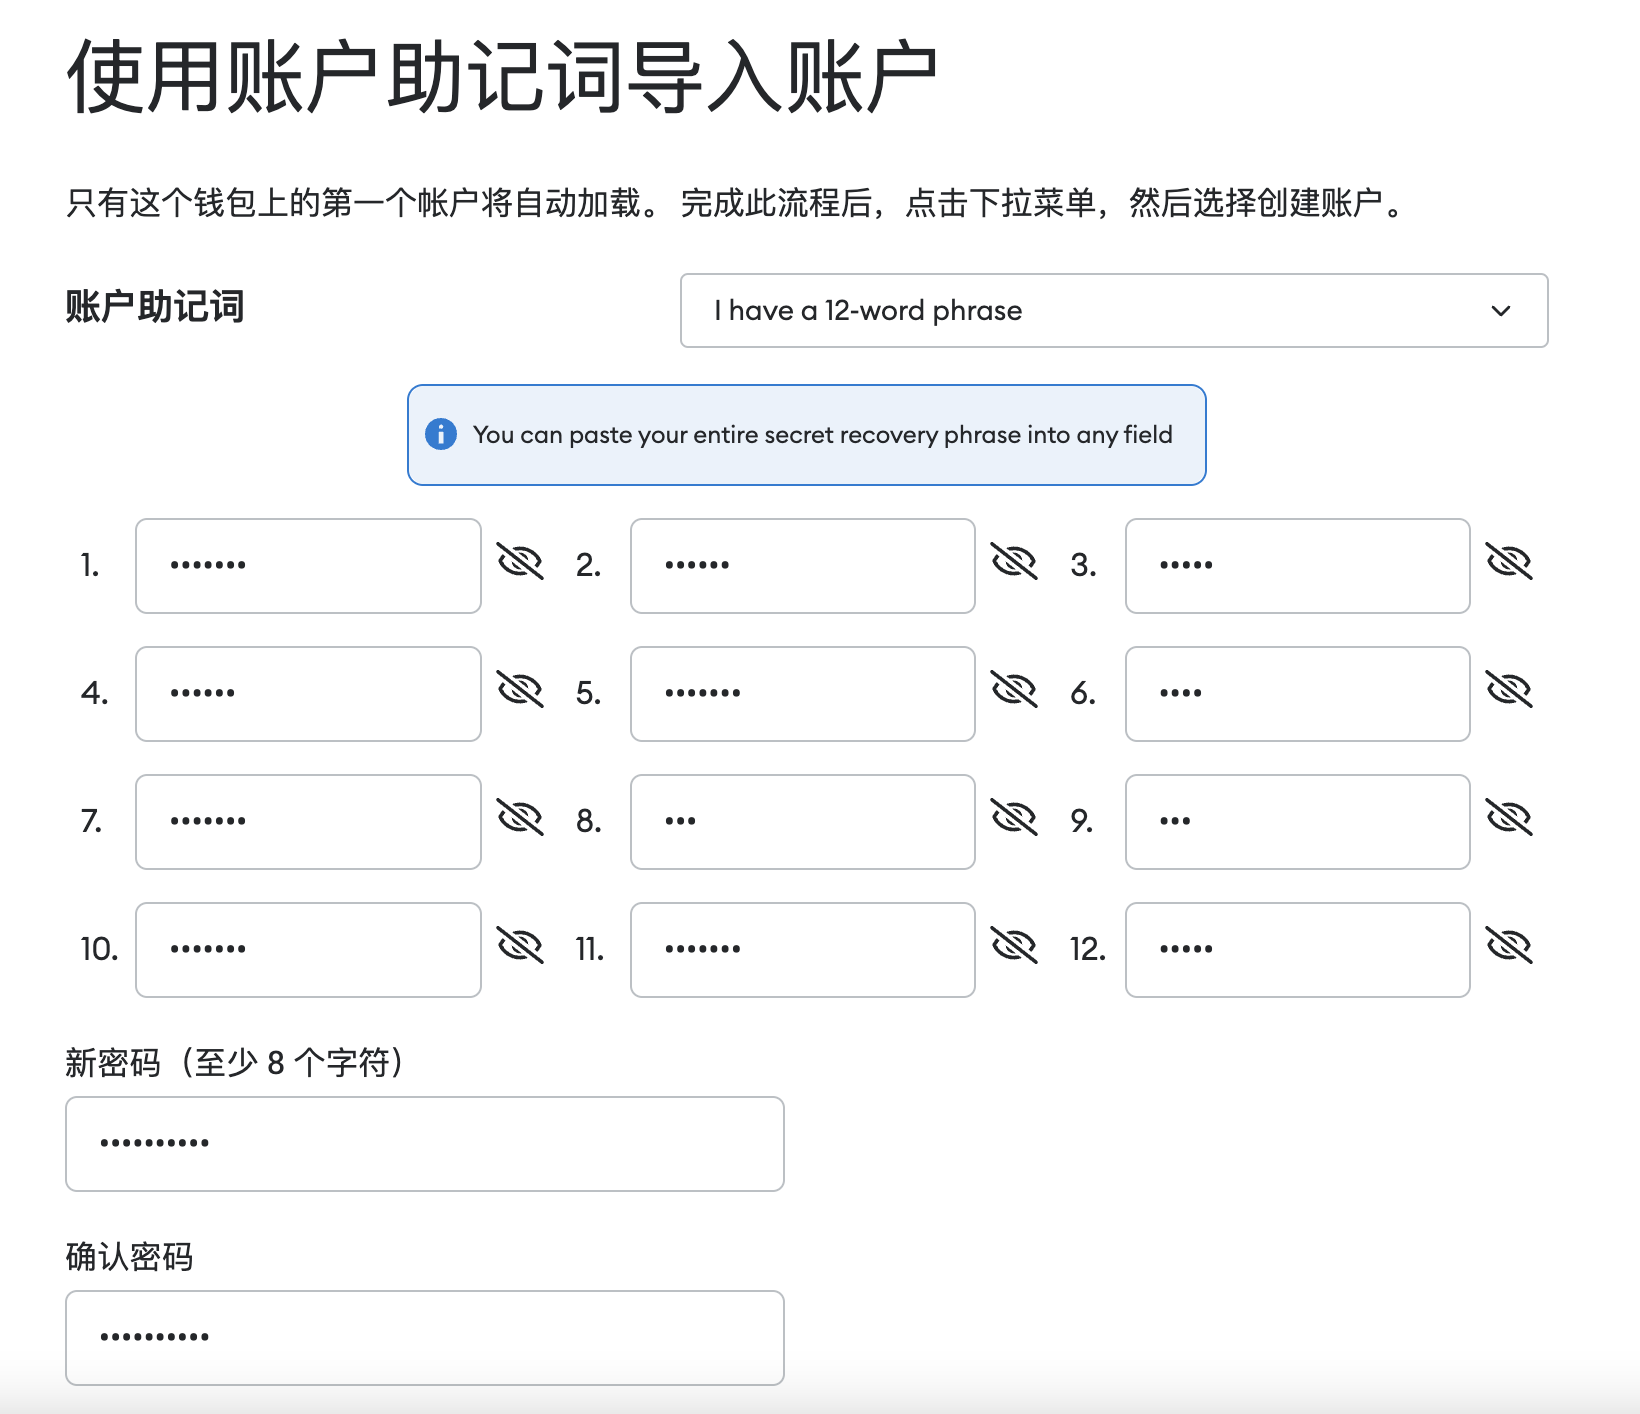 使用账户助记词导入账户
只有这个钱包上的第一个帐户将自动加载。 完成此流程后，点击下拉菜单，然后选择创建账户。
账户助记词
I have a 12-word phrase
You can paste your entire secret recovery phrase into any field
1. ••••••• 2. •••••• 3. •••••
4. •••••• 5. ••••••• 6. ••••
7. ••••••• 8. ••• 9. •••
10. ••••••• 11. ••••••• 12. •••••
新密码（至少 8 个字符）
••••••••••
确认密码
••••••••••